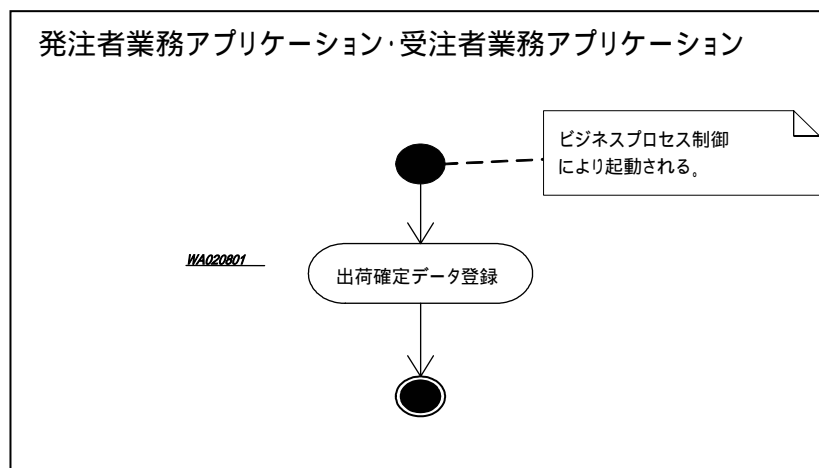 発注者業務アプリケーション・受注者業務アプリケーション
ビジネスプロセス制御
により起動される。
WA020801
出荷確定データ登録